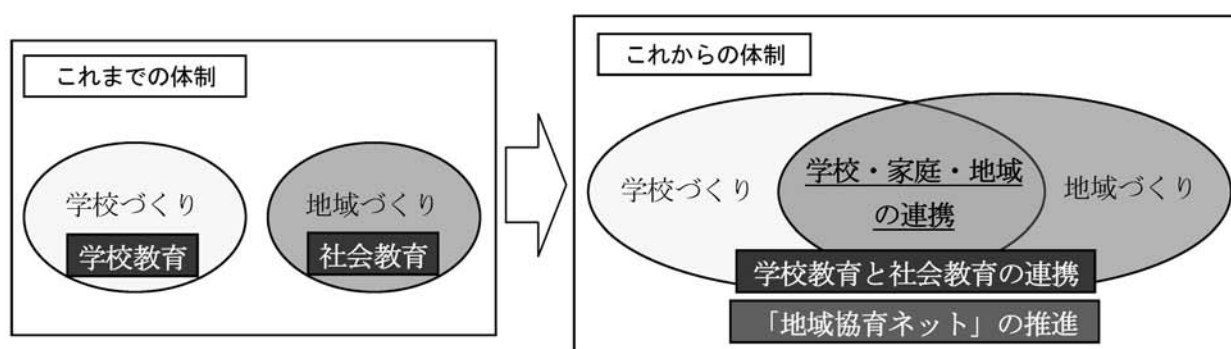 これまでの体制
学校づくり
学校教育
地域づくり
社会教育
これからの体制
学校づくり
学校・家庭・地域
の連携
地域づくり
学校教育と社会教育の連携
「地域協育ネット」の推進